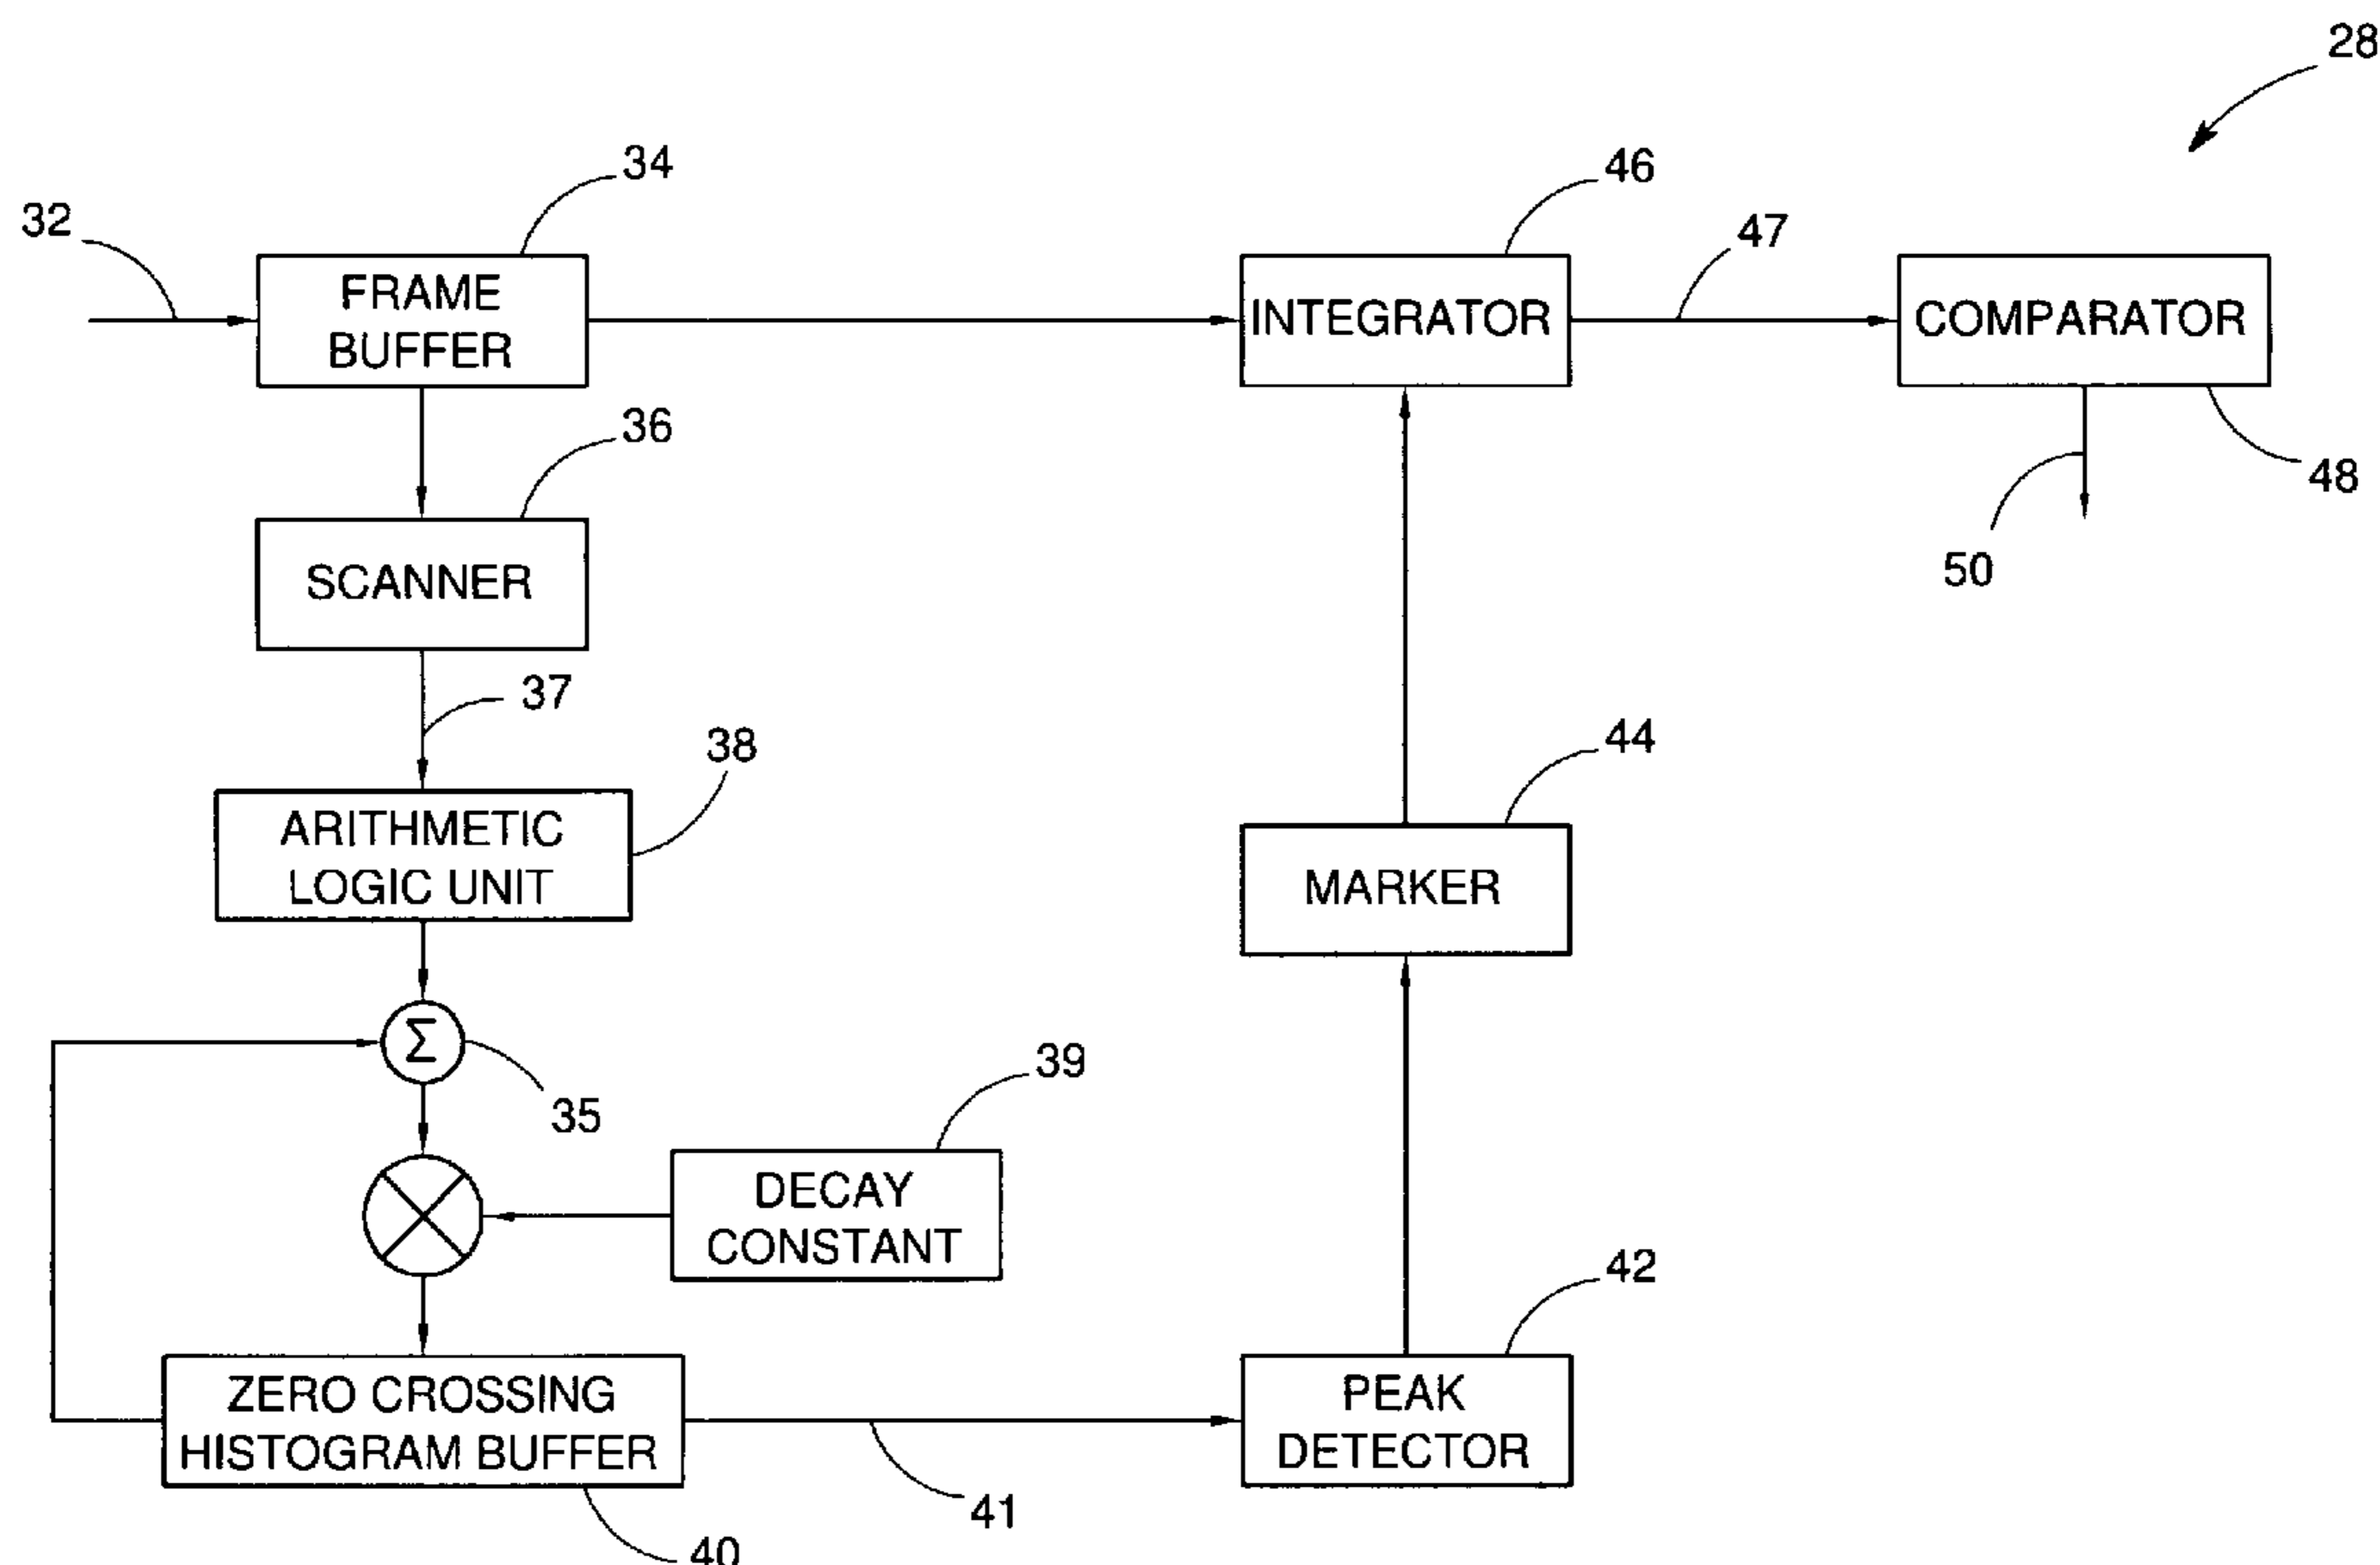 28
34
46
32
47
FRAME
BUFFER
INTEGRATOR
COMPARATOR
36
48
50
SCANNER
37
38
44
ARITHMETIC
LOGIC UNIT
MARKER
Σ
39
35
DECAY
CONSTANT
42
ZERO CROSSING
HISTOGRAM BUFFER
PEAK
DETECTOR
41
40